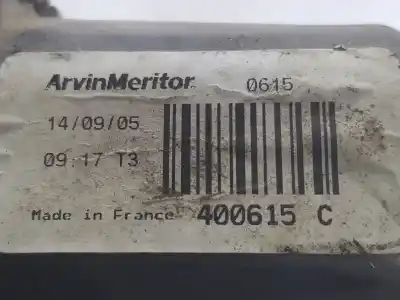 ArvinMeritor 0615
14/09/05
09:17 T3
Made in France 400615 C